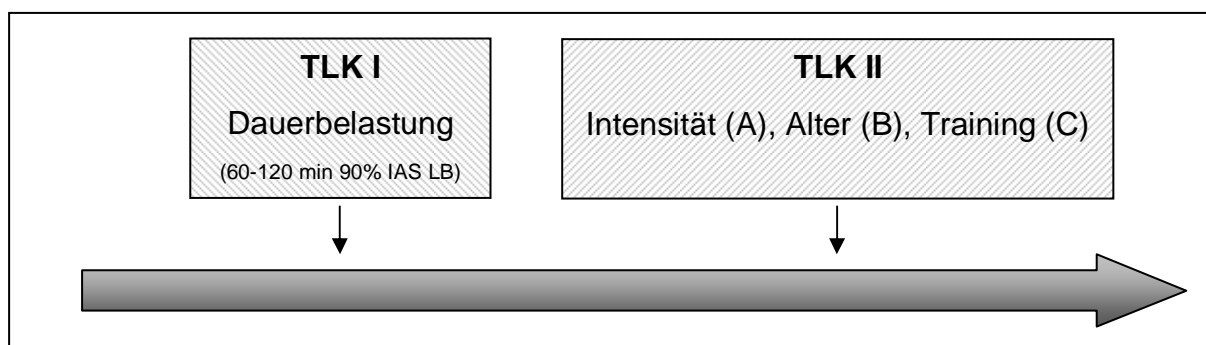 TLK I
Dauerbelastung
(60-120 min 90% IAS LB)
TLK II
Intensität (A), Alter (B), Training (C)